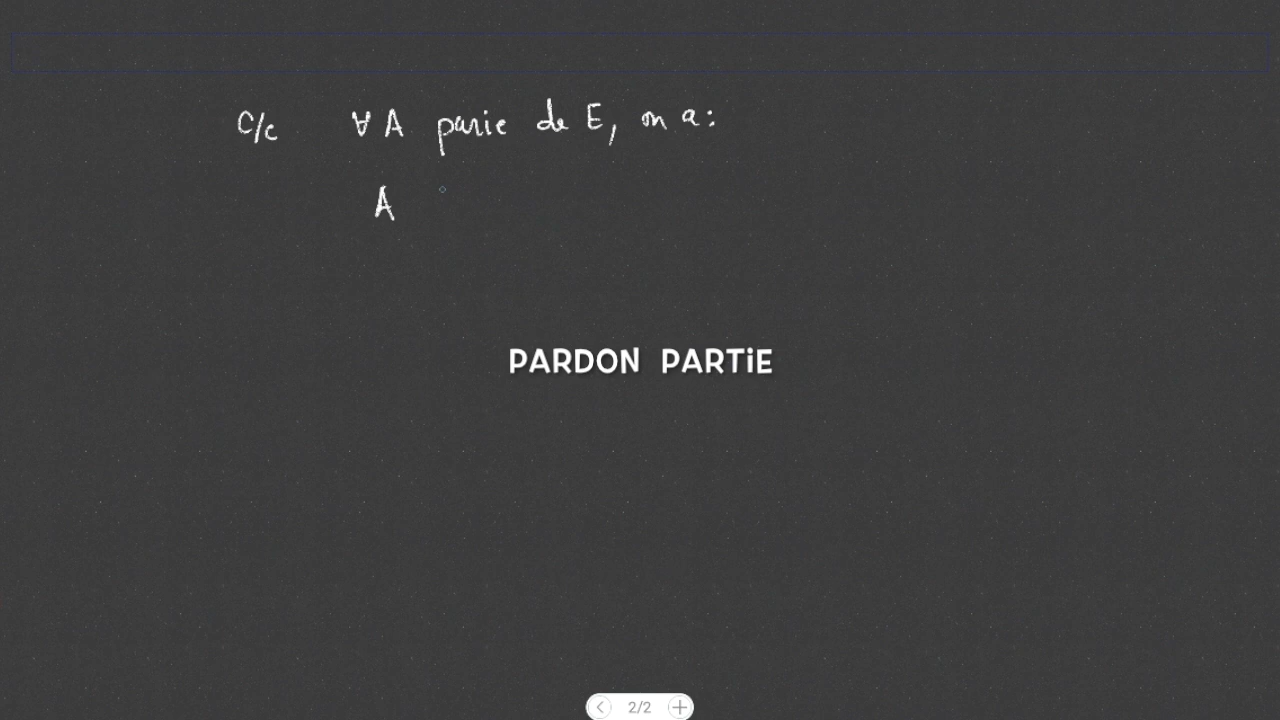 C/c ∀ A parie de E, on a:
A
PARDON PARTiE
2/2